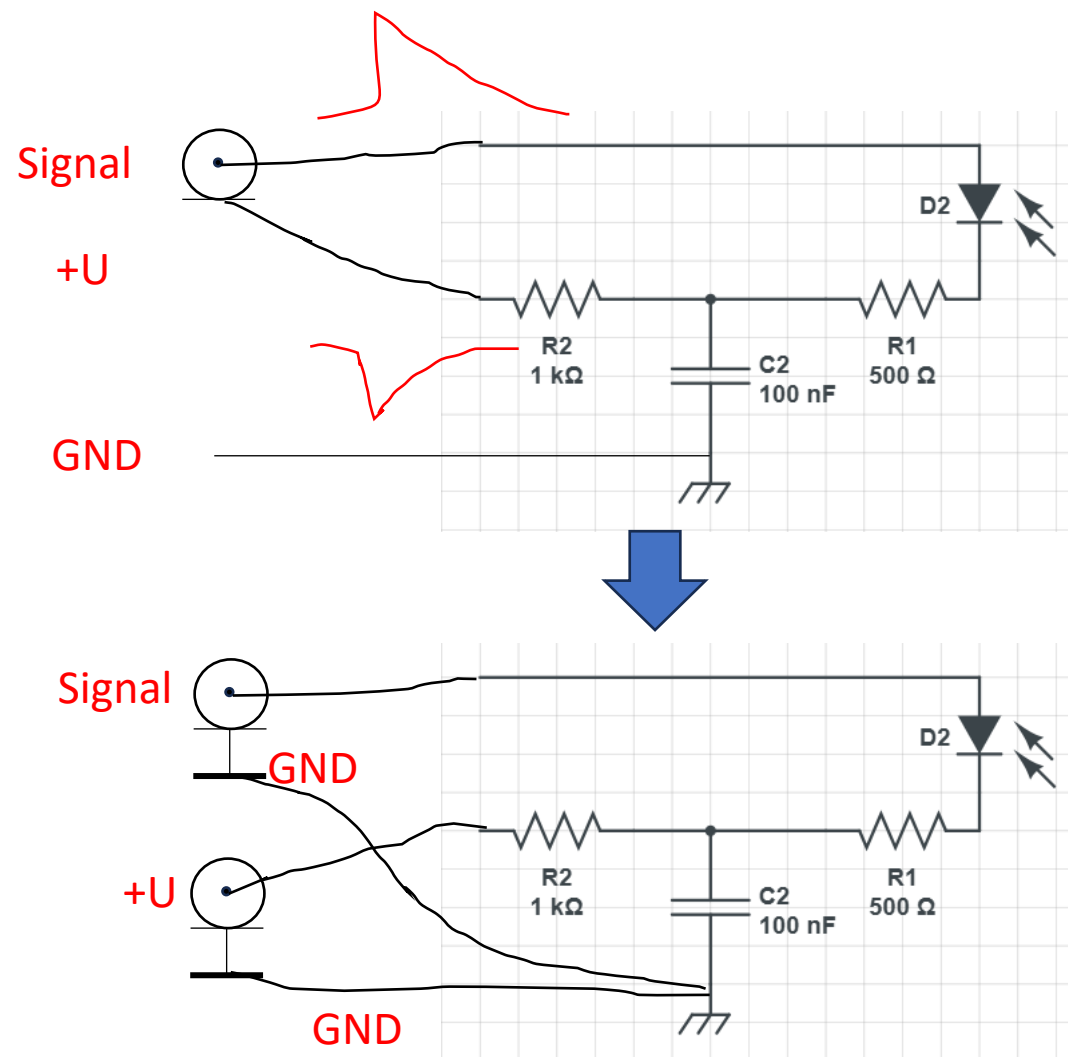 Signal
D2
+U
R2
1 kΩ
C2
100 nF
R1
500 Ω
GND
Signal
D2
GND
+U
R2
1 kΩ
C2
100 nF
R1
500 Ω
GND